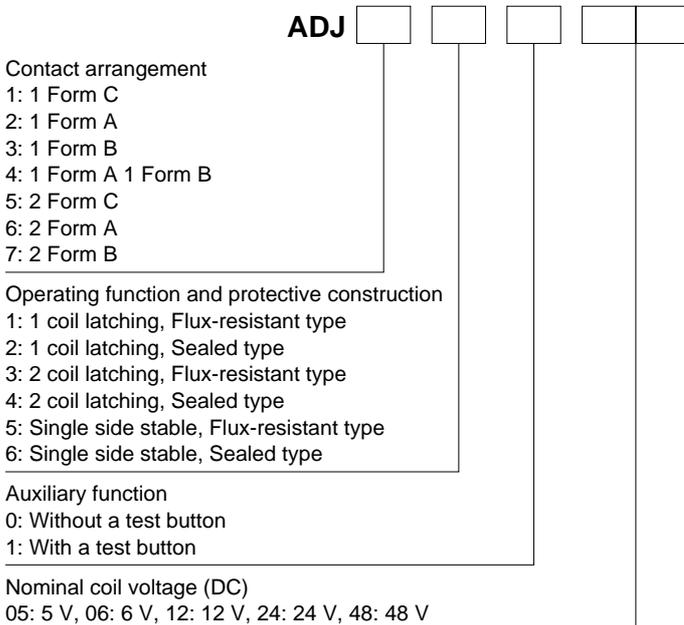 ADJ
Contact arrangement
1: 1 Form C
2: 1 Form A
3: 1 Form B
4: 1 Form A 1 Form B
5: 2 Form C
6: 2 Form A
7: 2 Form B
Operating function and protective construction
1: 1 coil latching, Flux-resistant type
2: 1 coil latching, Sealed type
3: 2 coil latching, Flux-resistant type
4: 2 coil latching, Sealed type
5: Single side stable, Flux-resistant type
6: Single side stable, Sealed type
Auxiliary function
0: Without a test button
1: With a test button
Nominal coil voltage (DC)
05: 5 V, 06: 6 V, 12: 12 V, 24: 24 V, 48: 48 V